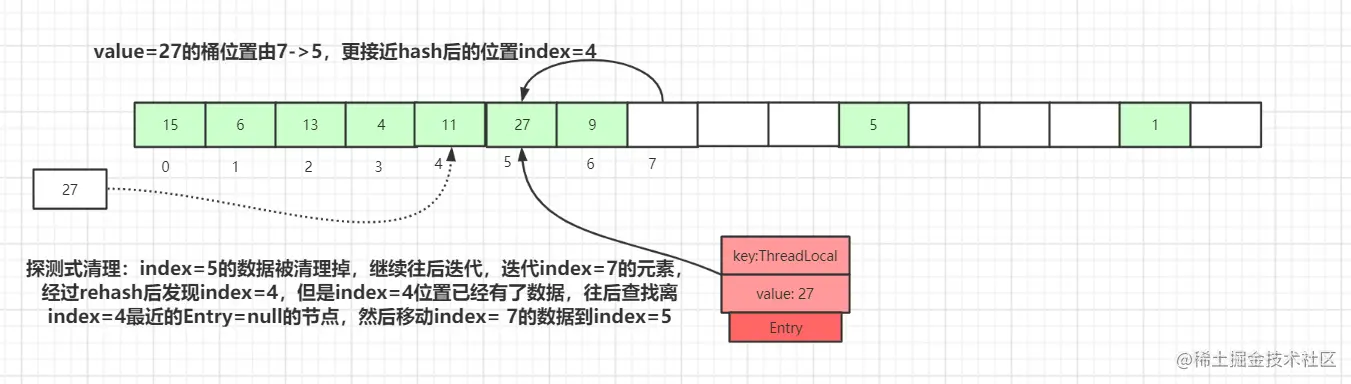 value=27的桶位置由7->5，更接近hash后的位置index=4
15 6 13 4 11 27 9 5 1
0 1 2 3 4 5 6 7
27
key:ThreadLocal
value: 27
Entry
探测式清理：index=5的数据被清理掉，继续往后迭代，迭代index=7的元素，
经过rehash后发现index=4，但是index=4位置已经有了数据，往后查找离
index=4最近的Entry=null的节点，然后移动index= 7的数据到index=5
@稀土掘金技术社区